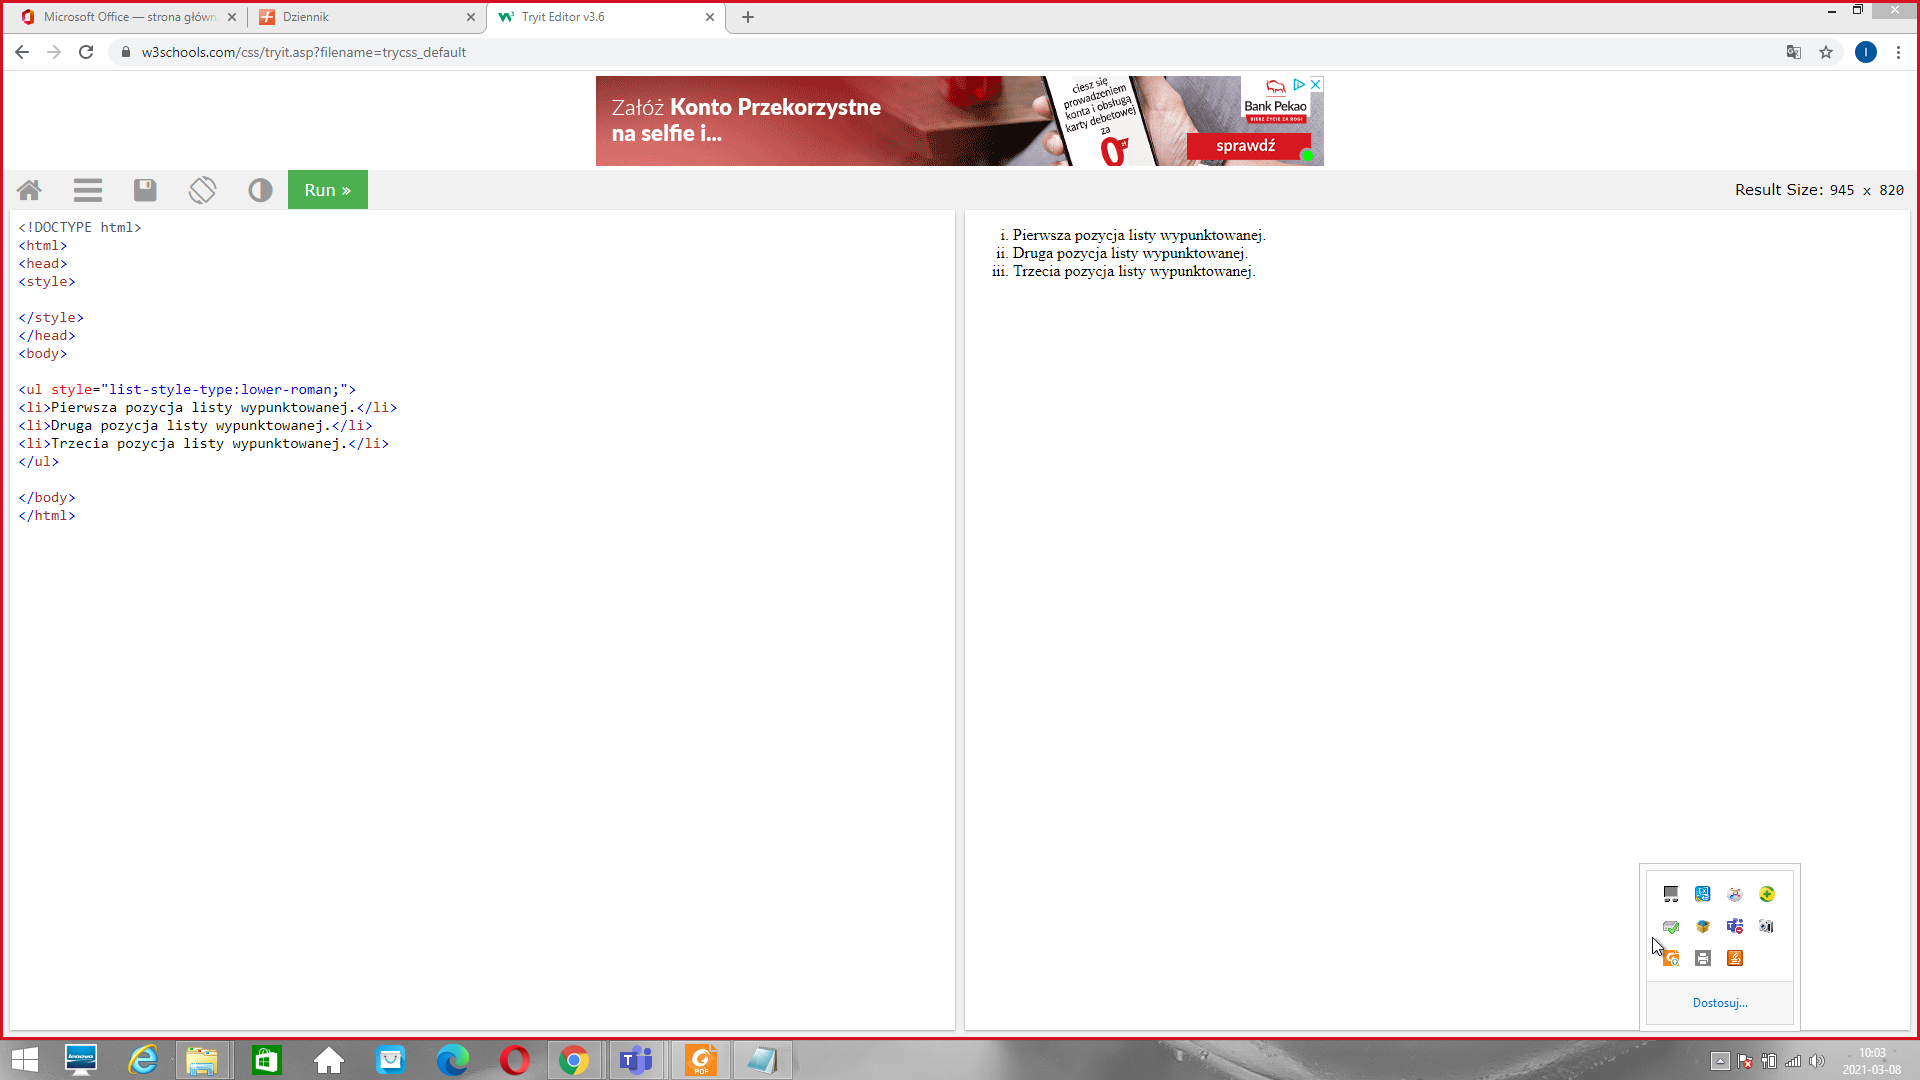 Microsoft Office — strona główn
Dziennik
Tryit Editor v3.6
w3schools.com/css/tryit.asp?filename=trycss_default
I
Załóż Konto Przekorzystne
na selfie i...
ciesz się
prowadzeniem
konta i obsługą
karty debetowej
za
0 zł
Bank Pekao
BIERZ ŻYCIE ZA ROGI
sprawdź
Run »
Result Size: 945 x 820
<!DOCTYPE html>
<html>
<head>
<style>
</style>
</head>
<body>
<ul style="list-style-type:lower-roman;">
<li>Pierwsza pozycja listy wypunktowanej.</li>
<li>Druga pozycja listy wypunktowanej.</li>
<li>Trzecia pozycja listy wypunktowanej.</li>
</ul>
</body>
</html>
i. Pierwsza pozycja listy wypunktowanej.
ii. Druga pozycja listy wypunktowanej.
iii. Trzecia pozycja listy wypunktowanej.
Dostosuj...
lenovo
PDF
10:03
2021-03-08